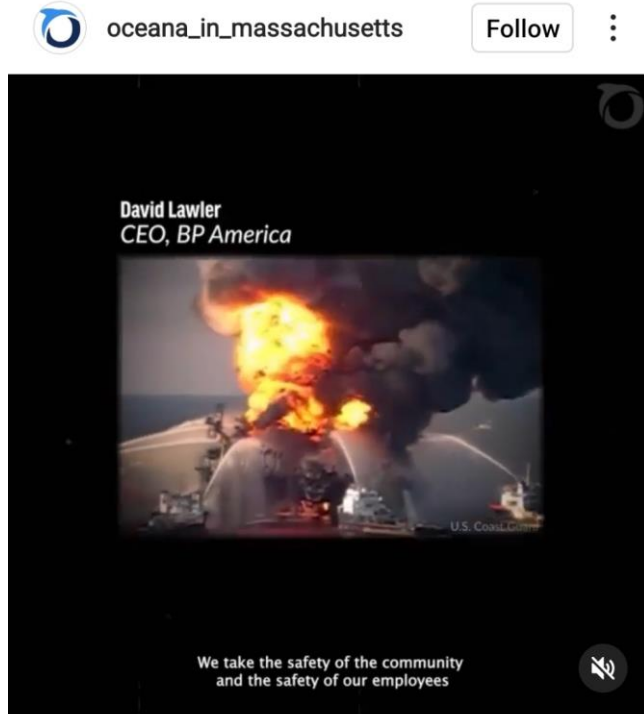 oceana_in_massachusetts
Follow
David Lawler
CEO, BP America
U.S. Coast Guard
We take the safety of the community
and the safety of our employees